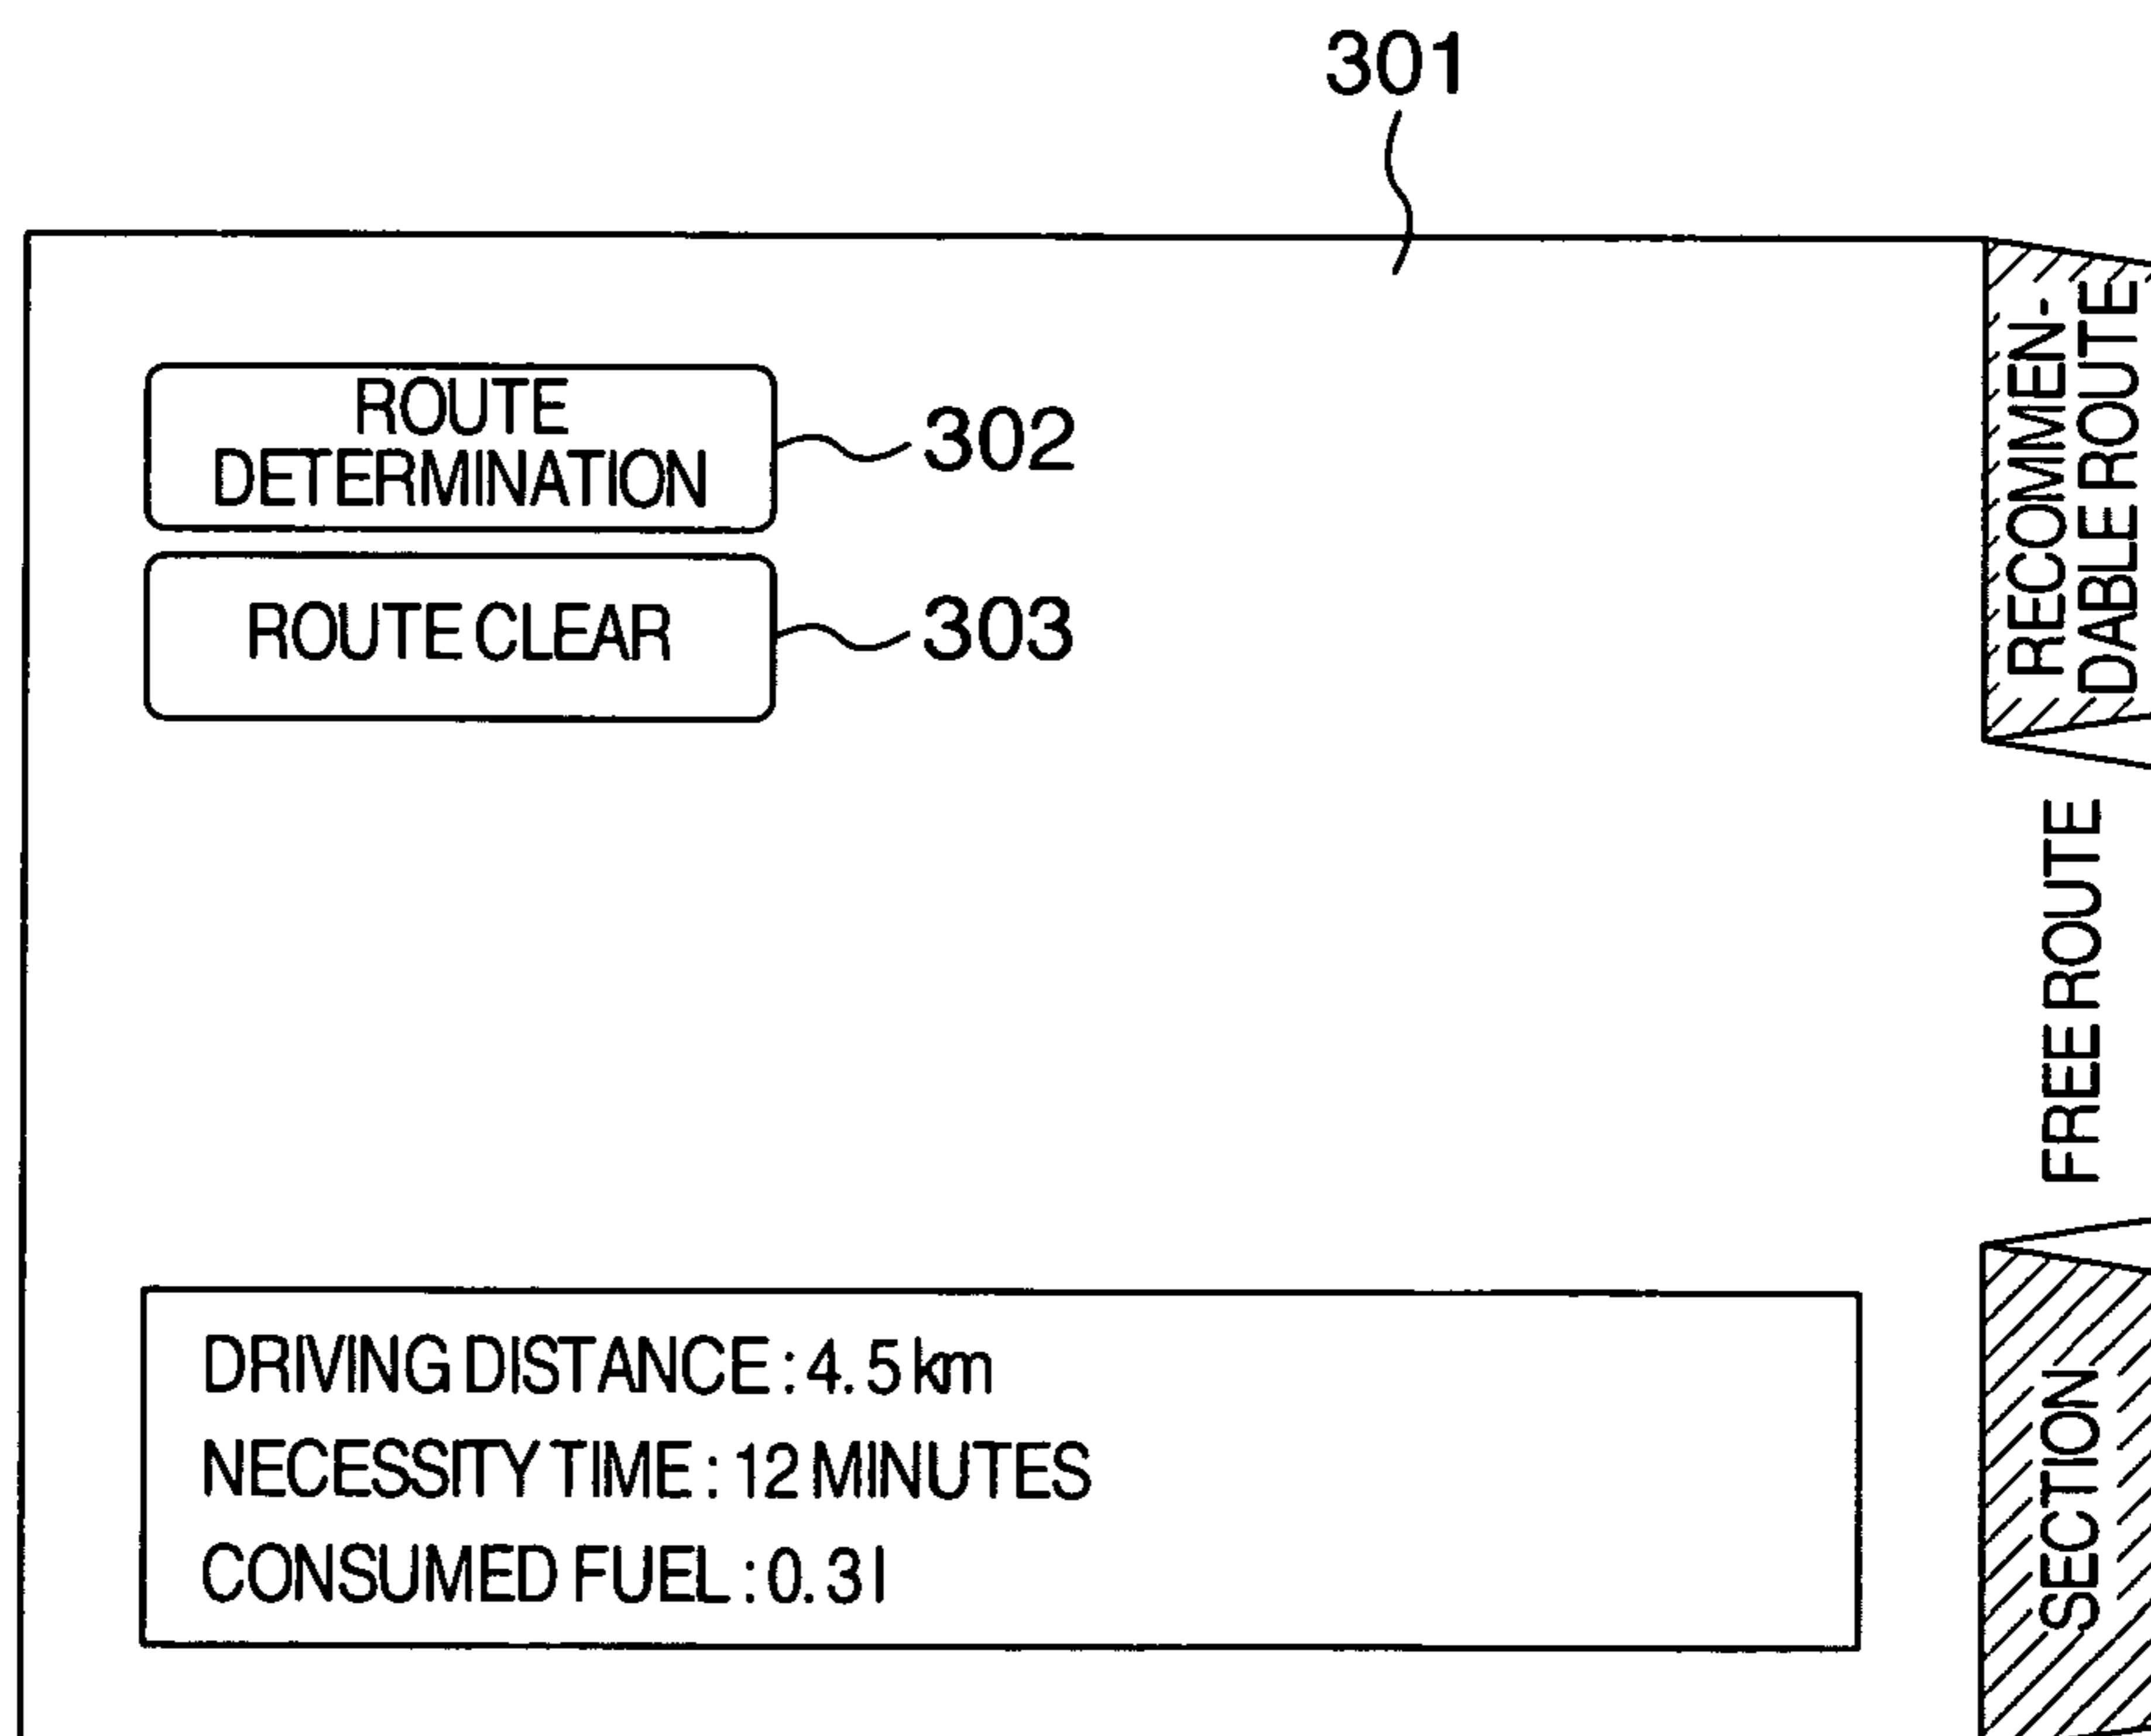 301
ROUTE
DETERMINATION
302
ROUTE CLEAR
303
RECOMMEN-
DABLE ROUTE
FREE ROUTE
SECTION
DRIVING DISTANCE : 4.5 km
NECESSITY TIME : 12 MINUTES
CONSUMED FUEL : 0.3 l